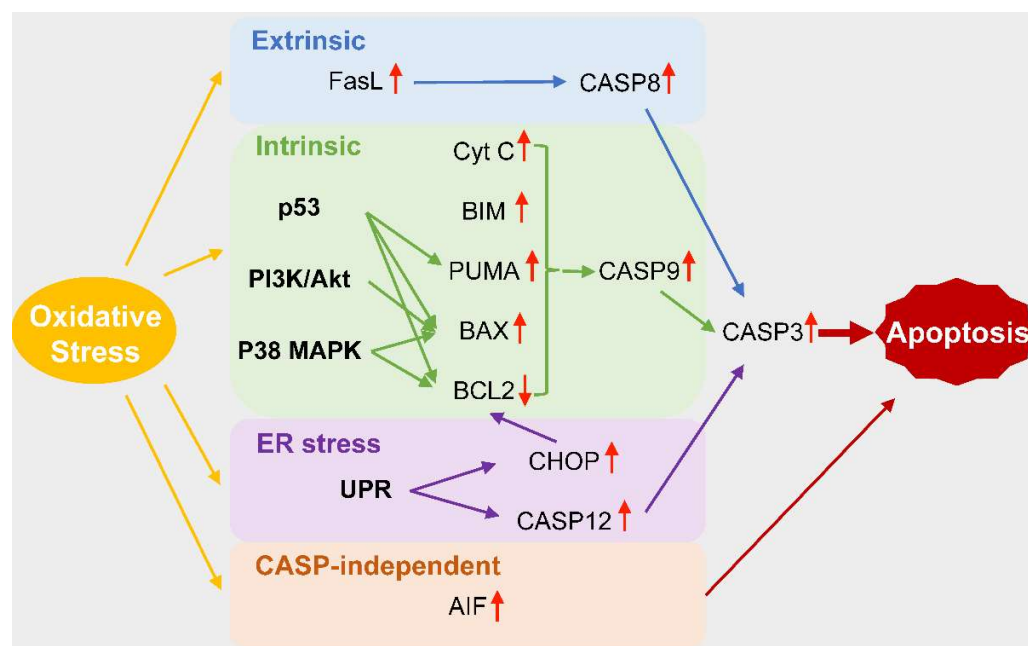 Extrinsic
FasL
CASP8
Intrinsic
Cyt C
p53
BIM
PI3K/Akt
PUMA
CASP9
Oxidative
Stress
P38 MAPK
BAX
CASP3
Apoptosis
BCL2
ER stress
CHOP
UPR
CASP12
CASP-independent
AIF